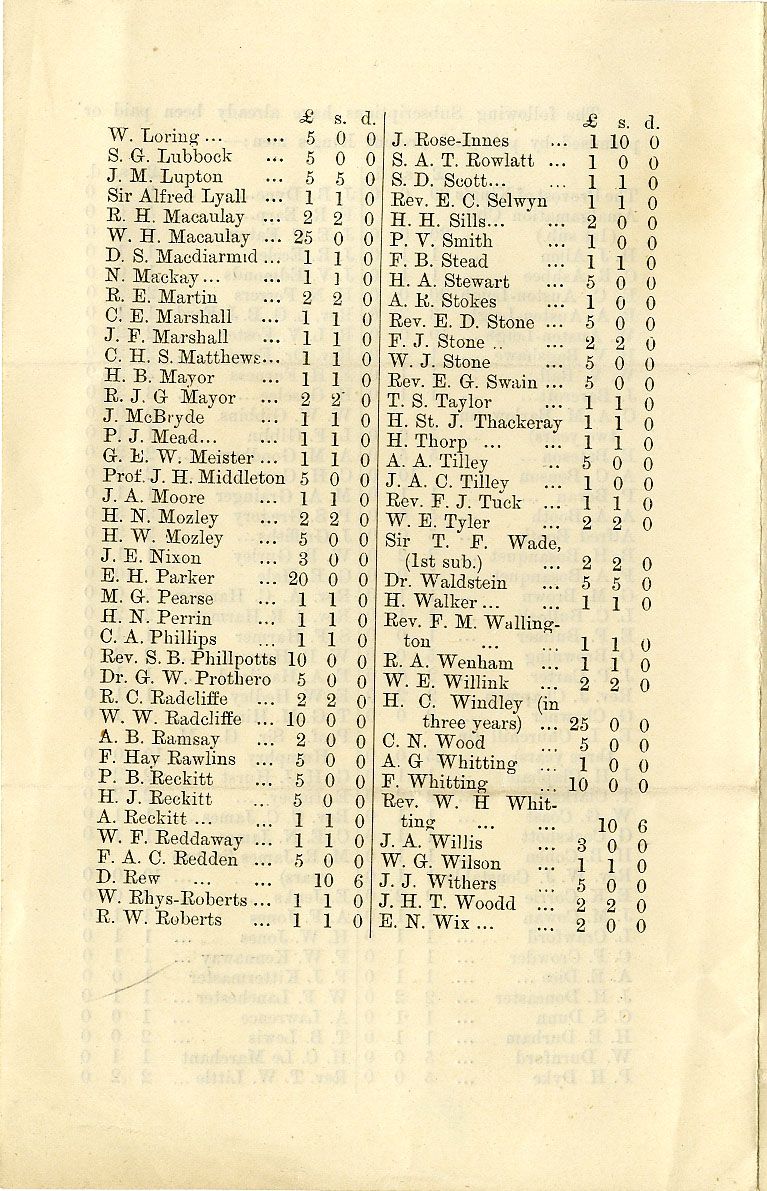 £ s. d.
W. Loring ... ... 5 0 0
S. G. Lubbock ... 5 0 0
J. M. Lupton ... 5 5 0
Sir Alfred Lyall ... 1 1 0
R. H. Macaulay ... 2 2 0
W. H. Macaulay ... 25 0 0
D. S. Macdiarmid ... 1 1 0
N. Mackay ... ... 1 1 0
R. E. Martin ... 2 2 0
C. E. Marshall ... 1 1 0
J. F. Marshall ... 1 1 0
C. H. S. Matthews... 1 1 0
H. B. Mayor ... 1 1 0
R. J. G Mayor ... 2 2 0
J. McBryde ... 1 1 0
P. J. Mead... ... 1 1 0
G. E. W. Meister ... 1 1 0
Prof. J. H. Middleton 5 0 0
J. A. Moore ... 1 1 0
H. N. Mozley ... 2 2 0
H. W. Mozley ... 5 0 0
J. E. Nixon ... 3 0 0
E. H. Parker ... 20 0 0
M. G. Pearse ... 1 1 0
H. N. Perrin ... 1 1 0
C. A. Phillips ... 1 1 0
Rev. S. B. Phillpotts 10 0 0
Dr. G. W. Prothero 5 0 0
R. C. Radcliffe ... 2 2 0
W. W. Radcliffe ... 10 0 0
A. B. Ramsay ... 2 0 0
F. Hay Rawlins ... 5 0 0
P. B. Reckitt ... 5 0 0
H. J. Reckitt ... 5 0 0
A. Reckitt ... ... 1 1 0
W. F. Reddaway ... 1 1 0
F. A. C. Redden ... 5 0 0
D. Rew ... ... 10 6
W. Rhys-Roberts ... 1 1 0
R. W. Roberts ... 1 1 0
£ s. d.
J. Rose-Innes ... 1 10 0
S. A. T. Rowlatt ... 1 0 0
S. D. Scott... ... 1 1 0
Rev. E. C. Selwyn 1 1 0
H. H. Sills... ... 2 0 0
P. V. Smith ... 1 0 0
F. B. Stead ... 1 1 0
H. A. Stewart ... 5 0 0
A. R. Stokes ... 1 0 0
Rev. E. D. Stone ... 5 0 0
F. J. Stone .. ... 2 2 0
W. J. Stone ... 5 0 0
Rev. E. G. Swain ... 5 0 0
T. S. Taylor ... 1 1 0
H. St. J. Thackeray 1 1 0
H. Thorp ... ... 1 1 0
A. A. Tilley ... 5 0 0
J. A. C. Tilley ... 1 0 0
Rev. F. J. Tuck ... 1 1 0
W. E. Tyler ... 2 2 0
Sir T. F. Wade,
(1st sub.) ... 2 2 0
Dr. Waldstein ... 5 5 0
H. Walker ... ... 1 1 0
Rev. F. M. Walling-
ton ... ... 1 1 0
R. A. Wenham ... 1 1 0
W. E. Willink ... 2 2 0
H. C. Windley (in
three years) ... 25 0 0
C. N. Wood ... 5 0 0
A. G Whitting ... 1 0 0
F. Whitting ... 10 0 0
Rev. W. H Whit-
ting ... ... 10 6
J. A. Willis ... 3 0 0
W. G. Wilson ... 1 1 0
J. J. Withers ... 5 0 0
J. H. T. Woodd ... 2 2 0
E. N. Wix ... ... 2 0 0